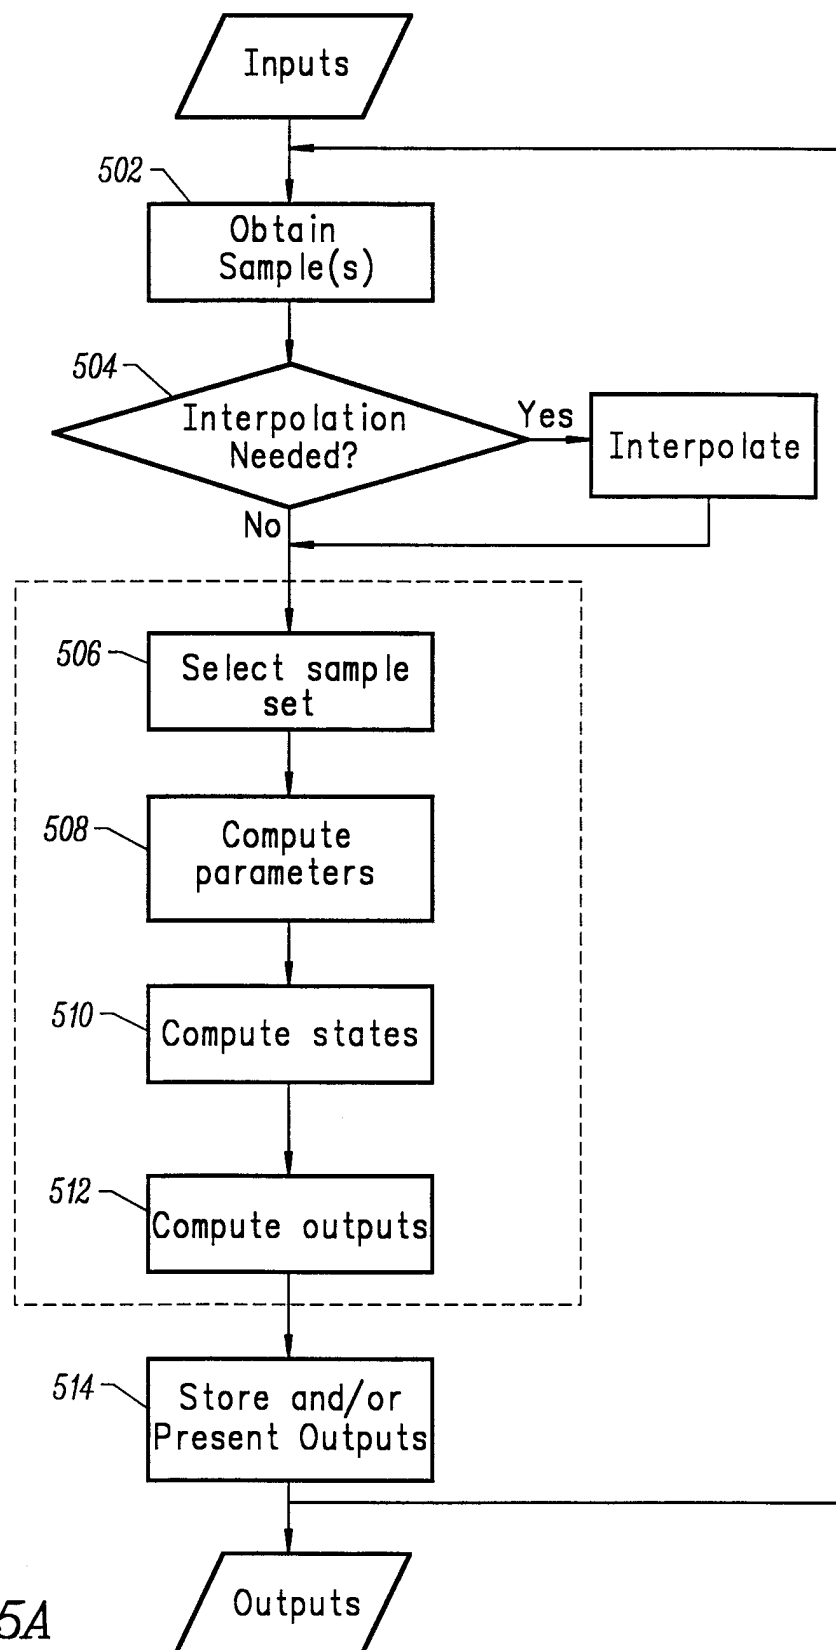 Inputs
502
Obtain
Sample(s)
504
Interpolation
Needed?
Yes
Interpolate
No
506
Select sample
set
508
Compute
parameters
510
Compute states
512
Compute outputs
514
Store and/or
Present Outputs
Outputs
5A